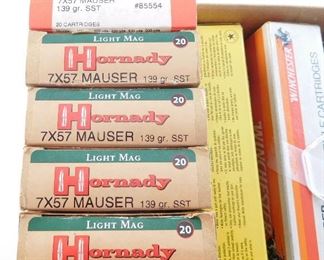 7X57 MAUSER #85554
139 gr. SST
20 CARTRIDGES
LIGHT MAG 20
Hornady
7X57 MAUSER 139 gr. SST
LIGHT MAG 20
Hornady
7X57 MAUSER 139 gr. SST
LIGHT MAG 20
Hornady
7X57 MAUSER 139 gr. SST
LIGHT MAG 20
Hornady
WINCHESTER
CARTRIDGES